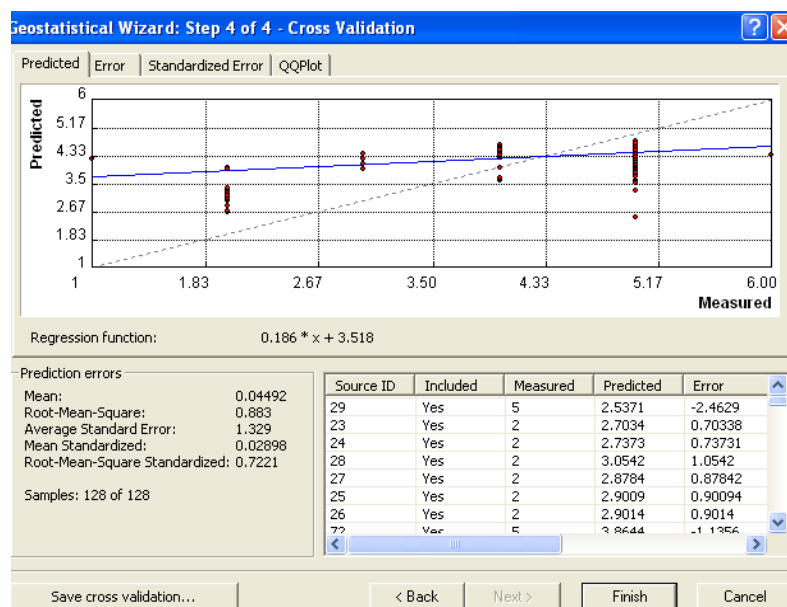 Geostatistical Wizard: Step 4 of 4 - Cross Validation
Predicted Error Standardized Error QQPlot
Predicted
6
5.17
4.33
3.5
2.67
1.83
1
1 1.83 2.67 3.50 4.33 5.17 6.00
Measured
Regression function: 0.186 * x + 3.518
Prediction errors
Mean: 0.04492
Root-Mean-Square: 0.883
Average Standard Error: 1.329
Mean Standardized: 0.02898
Root-Mean-Square Standardized: 0.7221
Samples: 128 of 128
Source ID Included Measured Predicted Error
29 Yes 5 2.5371 -2.4629
23 Yes 2 2.7034 0.70338
24 Yes 2 2.7373 0.73731
28 Yes 2 3.0542 1.0542
27 Yes 2 2.8784 0.87842
25 Yes 2 2.9009 0.90094
26 Yes 2 2.9014 0.9014
72 Yes 5 3.8644 -1.1356
Save cross validation... < Back Next > Finish Cancel